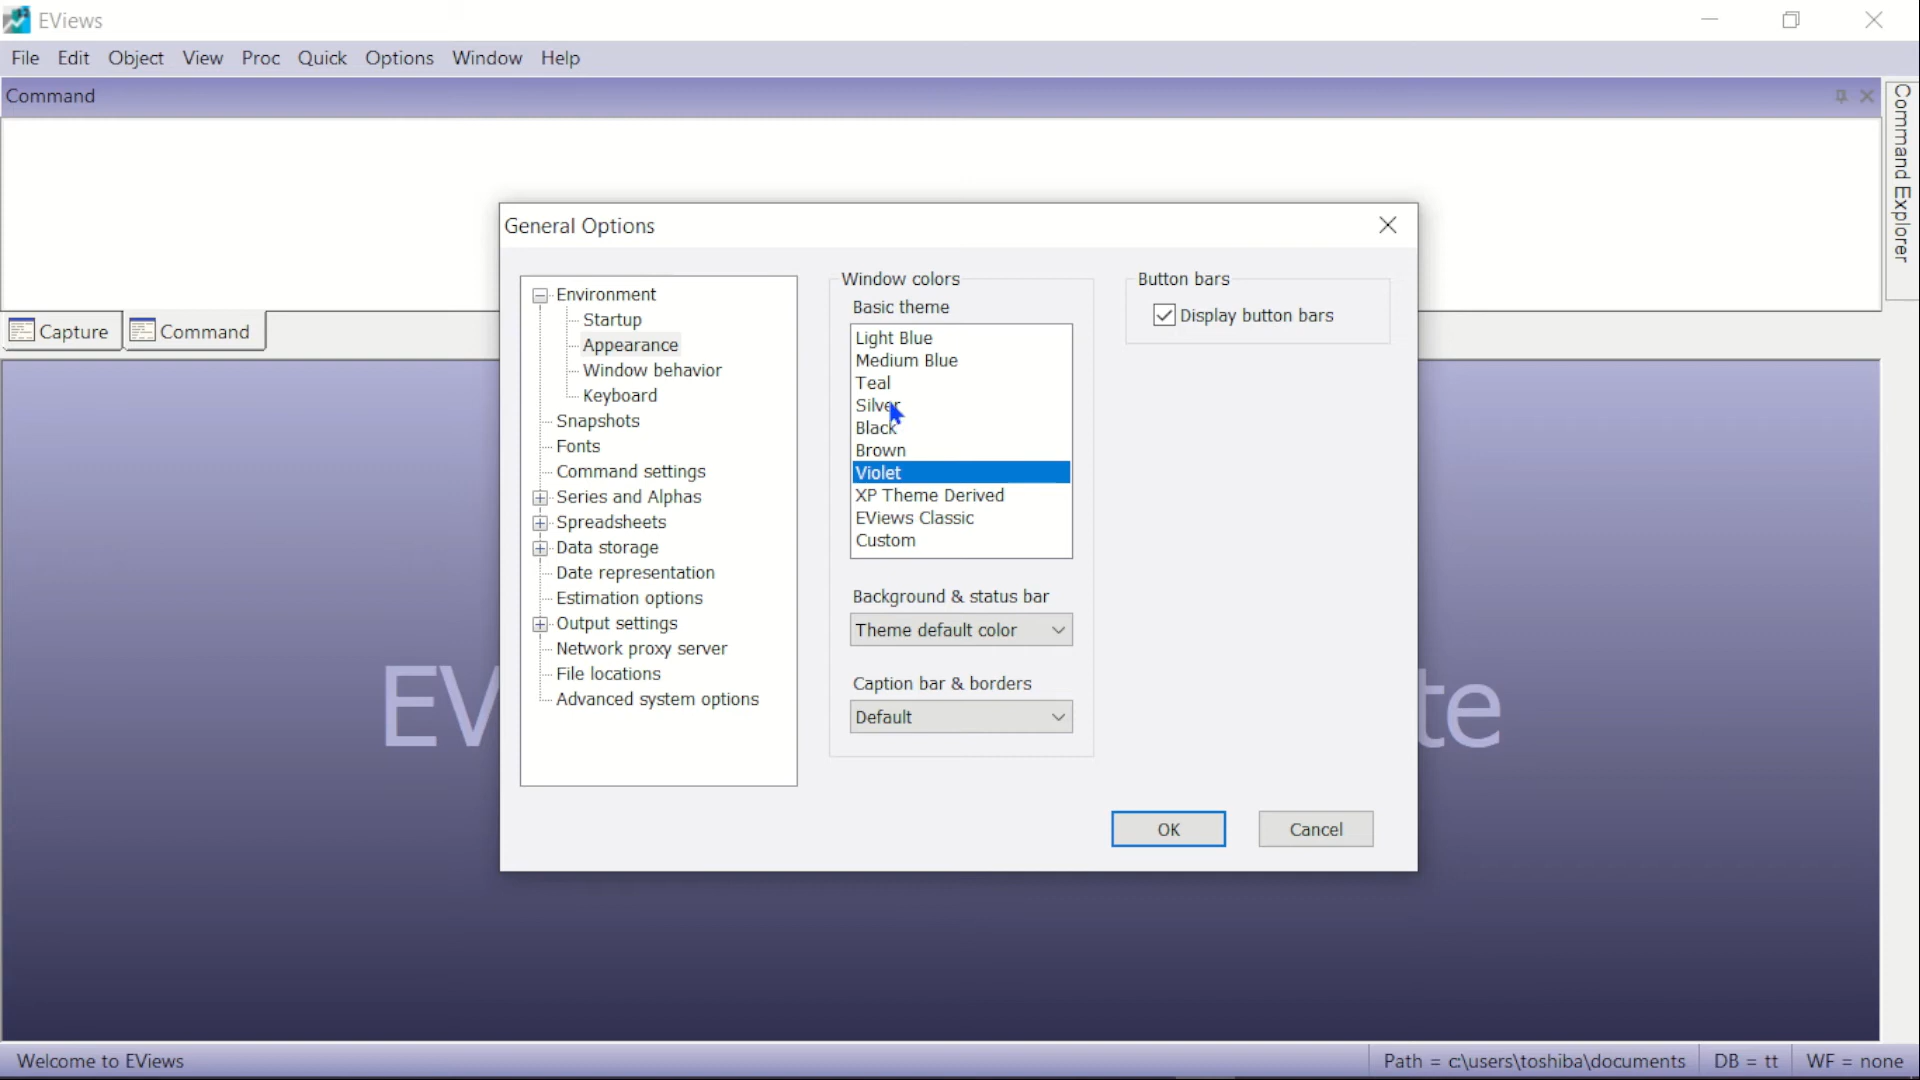 EViews
File Edit Object View Proc Quick Options Window Help
Command
Command Explorer
Capture
Command
General Options
Environment
Startup
Appearance
Window behavior
Keyboard
Snapshots
Fonts
Command settings
Series and Alphas
Spreadsheets
Data storage
Date representation
Estimation options
Output settings
Network proxy server
File locations
Advanced system options
Window colors
Basic theme
Light Blue
Medium Blue
Teal
Silver
Black
Brown
Violet
XP Theme Derived
EViews Classic
Custom
Background & status bar
Theme default color
Caption bar & borders
Default
Button bars
Display button bars
OK
Cancel
Welcome to EViews
Path = c:\users\toshiba\documents
DB = tt
WF = none